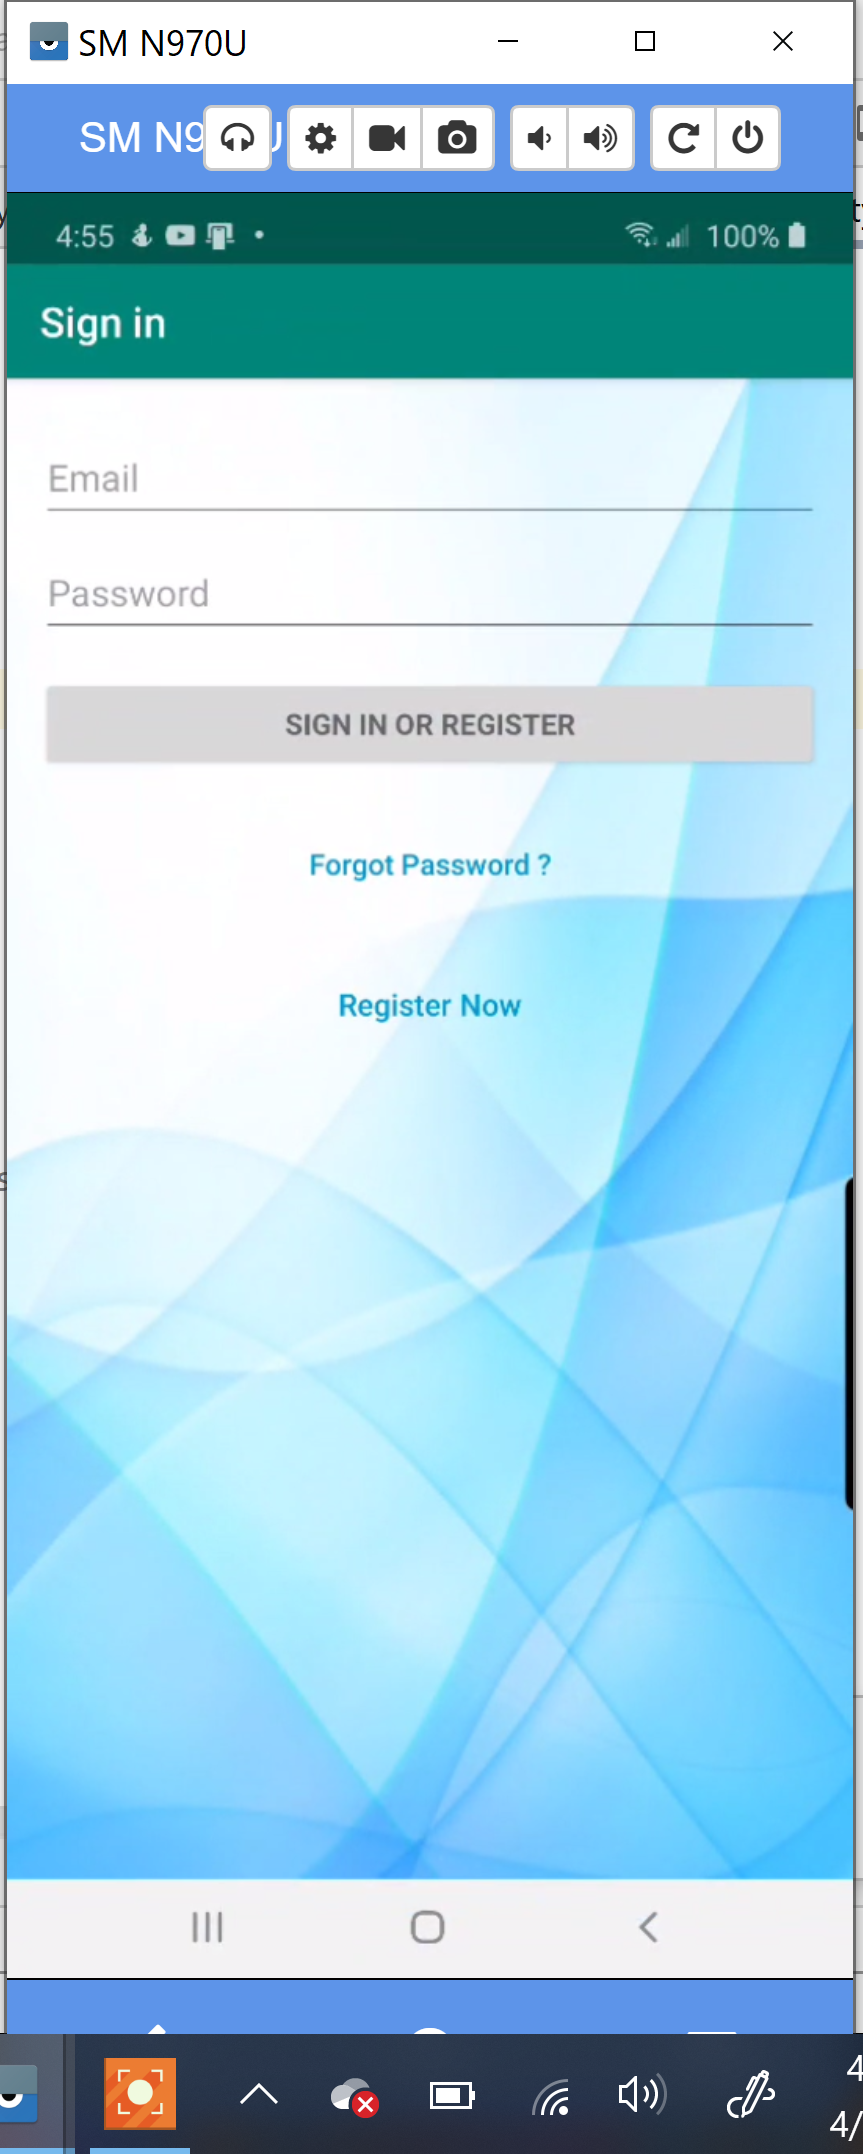 SM N970U
SM N9 U
4:55 100%
Sign in
Email
Password
SIGN IN OR REGISTER
Forgot Password ?
Register Now
4
4/